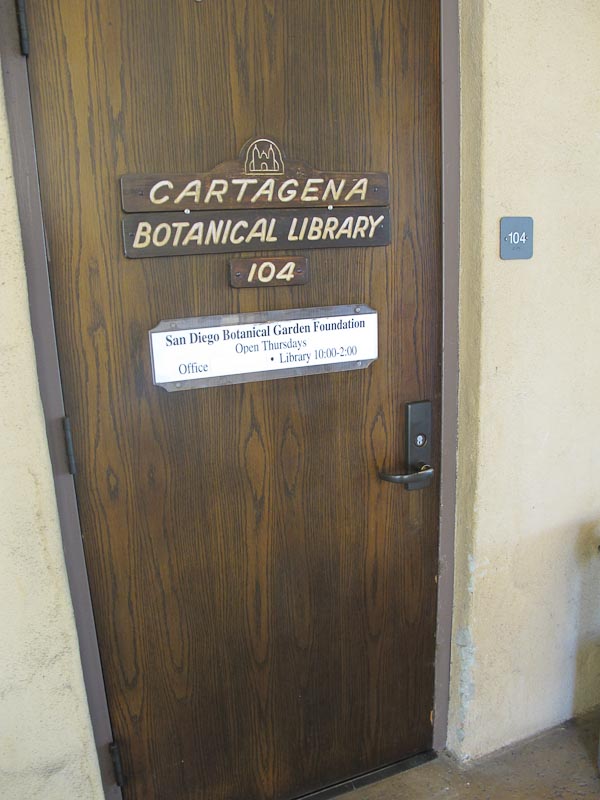 CARTAGENA
BOTANICAL LIBRARY
104
San Diego Botanical Garden Foundation
Open Thursdays
Office • Library 10:00-2:00
104